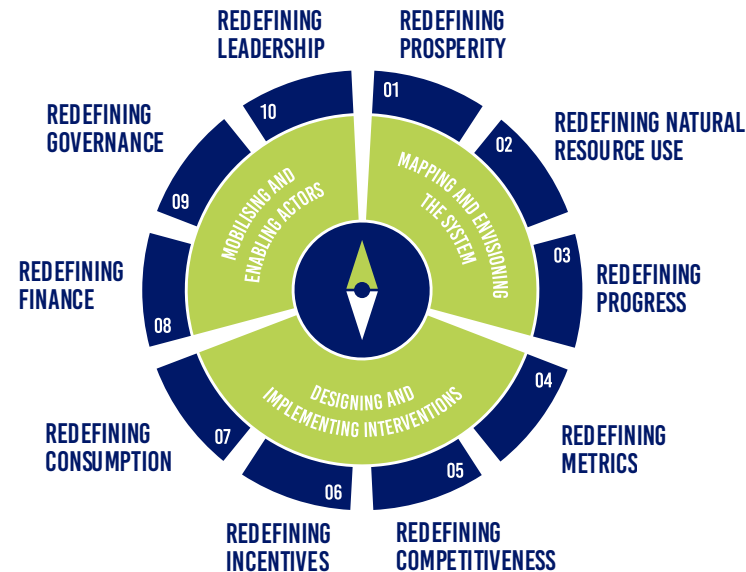 REDEFINING
LEADERSHIP
REDEFINING
PROSPERITY
10
01
REDEFINING
GOVERNANCE
REDEFINING NATURAL
RESOURCE USE
09
02
MOBILISING AND
ENABLING ACTORS
MAPPING AND ENVISIONING
THE SYSTEM
REDEFINING
FINANCE
08
03
REDEFINING
PROGRESS
DESIGNING AND
IMPLEMENTING INTERVENTIONS
REDEFINING
CONSUMPTION
07
04
REDEFINING
METRICS
06
05
REDEFINING
INCENTIVES
REDEFINING
COMPETITIVENESS